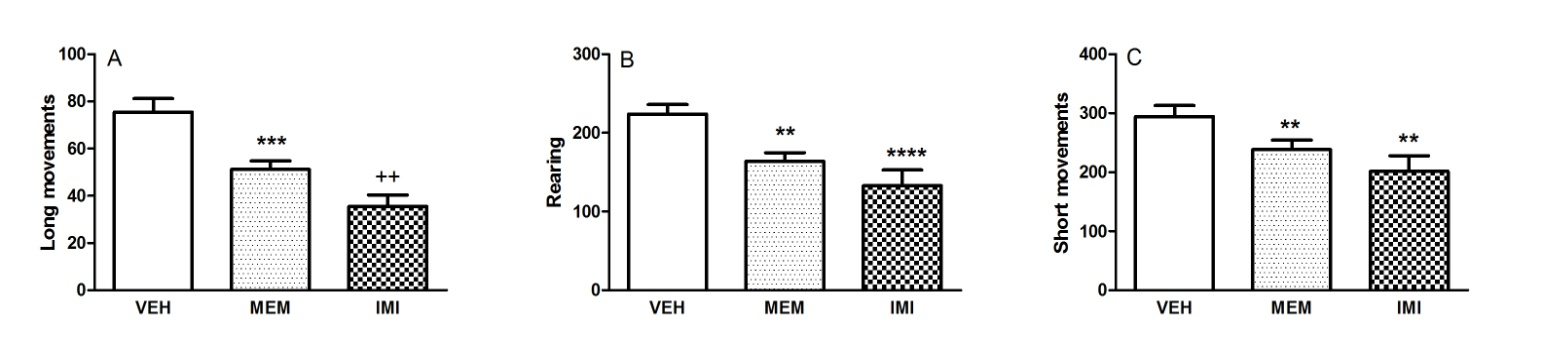 A
Long movements
100
80
60
40
20
0
***
++
VEH MEM IMI
B
Rearing
300
200
100
0
**
****
VEH MEM IMI
C
Short movements
400
300
200
100
0
**
**
VEH MEM IMI